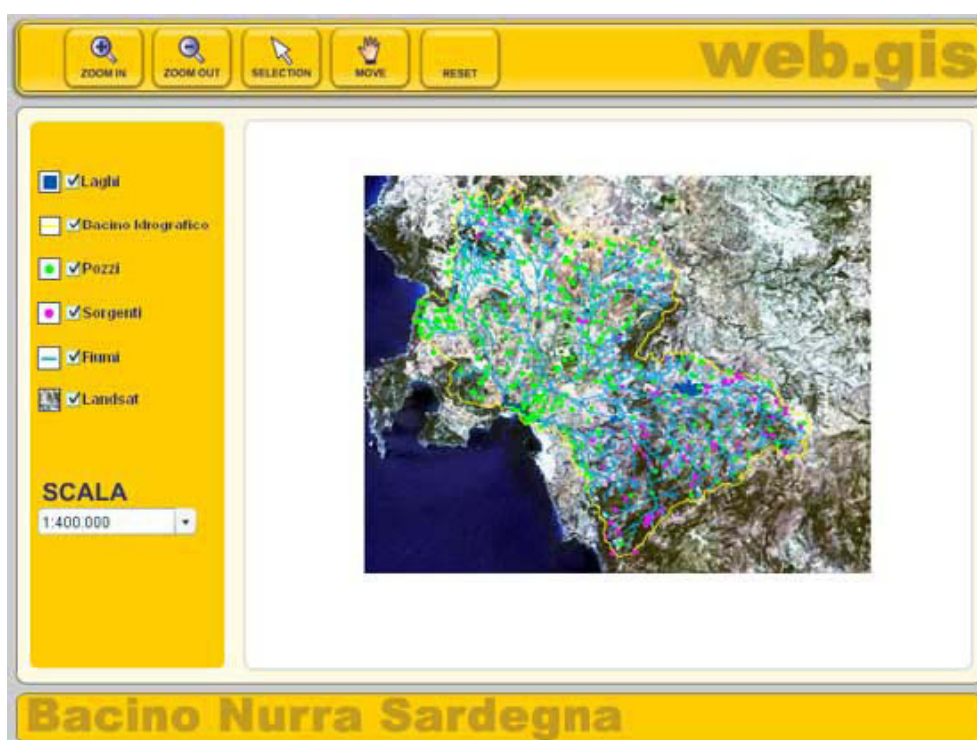 ZOOM IN
ZOOM OUT
SELECTION
MOVE
RESET
web.gis
Laghi
Bacino Idrografico
Pozzi
Sorgenti
Fiumi
Landsat
SCALA
1:400.000
Bacino Nurra Sardegna